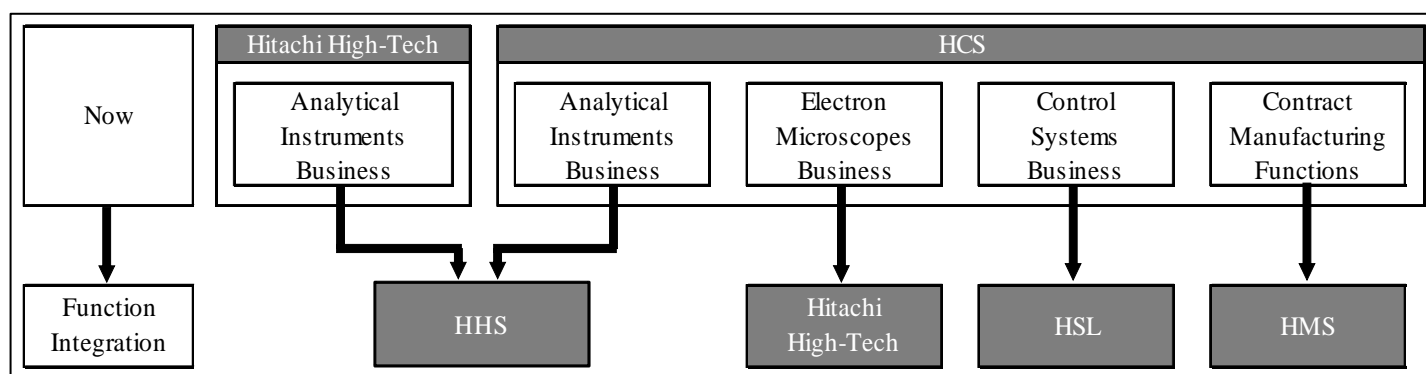 Hitachi High-Tech
HCS
Now
Analytical
Instruments
Business
Analytical
Instruments
Business
Electron
Microscopes
Business
Control
Systems
Business
Contract
Manufacturing
Functions
Function
Integration
HHS
Hitachi
High-Tech
HSL
HMS